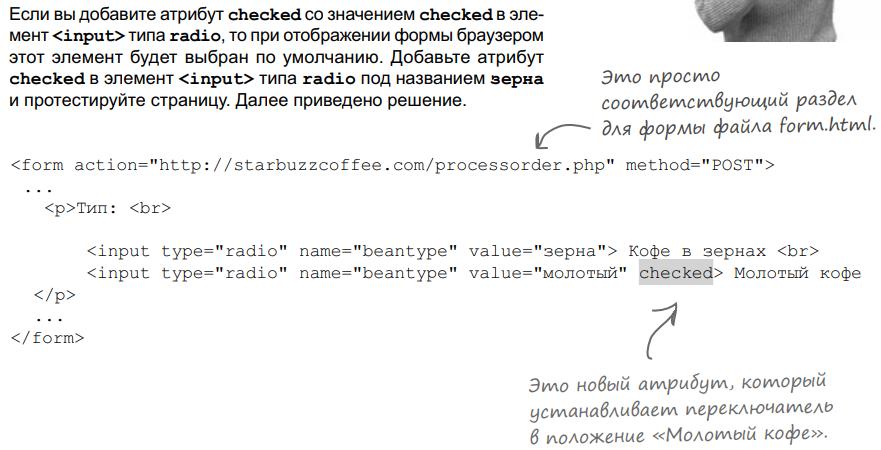 Если вы добавите атрибут checked со значением checked в эле-
мент <input> типа radio, то при отображении формы браузером
этот элемент будет выбран по умолчанию. Добавьте атрибут
checked в элемент <input> типа radio под названием зерна
и протестируйте страницу. Далее приведено решение.
Это просто
соответствующий раздел
для формы файла form.html.
<form action="http://starbuzzcoffee.com/processorder.php" method="POST">
...
<p>Тип: <br>
<input type="radio" name="beantype" value="зерна"> Кофе в зернах <br>
<input type="radio" name="beantype" value="молотый" checked> Молотый кофе
</p>
...
</form>
Это новый атрибут, который
устанавливает переключатель
в положение «Молотый кофе».